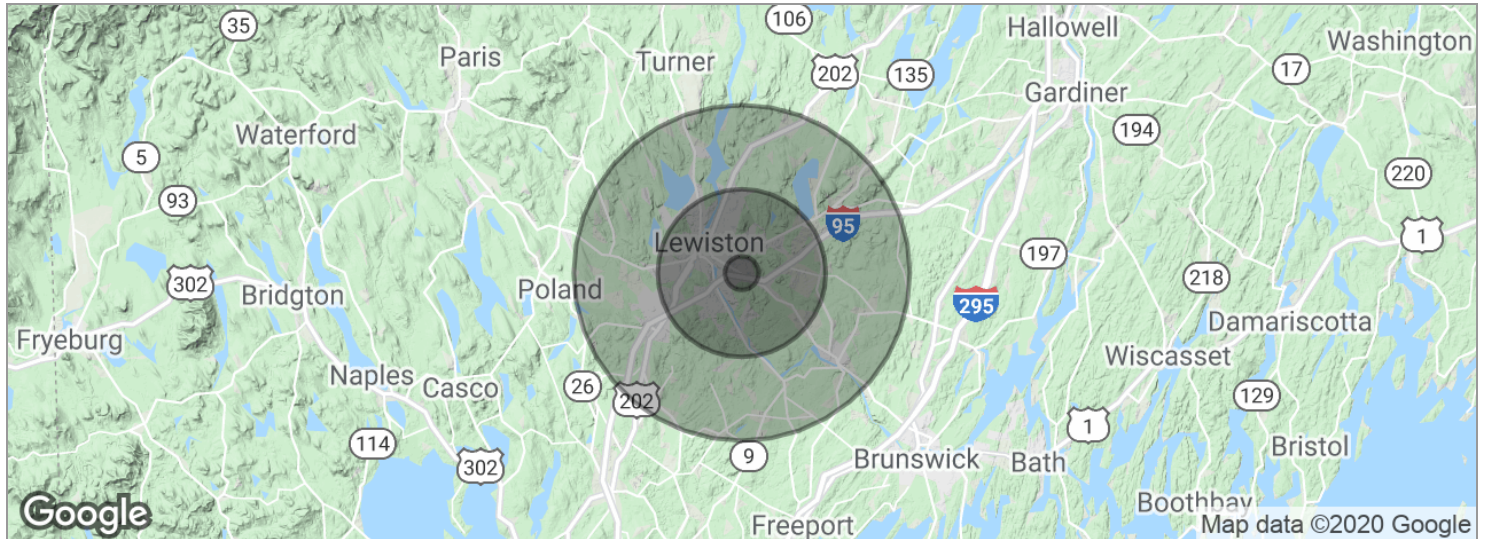 35
106
Hallowell
Paris
Turner
202
135
17
Washington
Gardiner
Waterford
194
5
93
220
95
1
Lewiston
197
302
Bridgton
Poland
218
295
Fryeburg
Damariscotta
Wiscasset
Naples
Casco
26
202
129
114
1
302
9
Brunswick
Bath
Bristol
Boothbay
Google
Freeport
Map data ©2020 Google